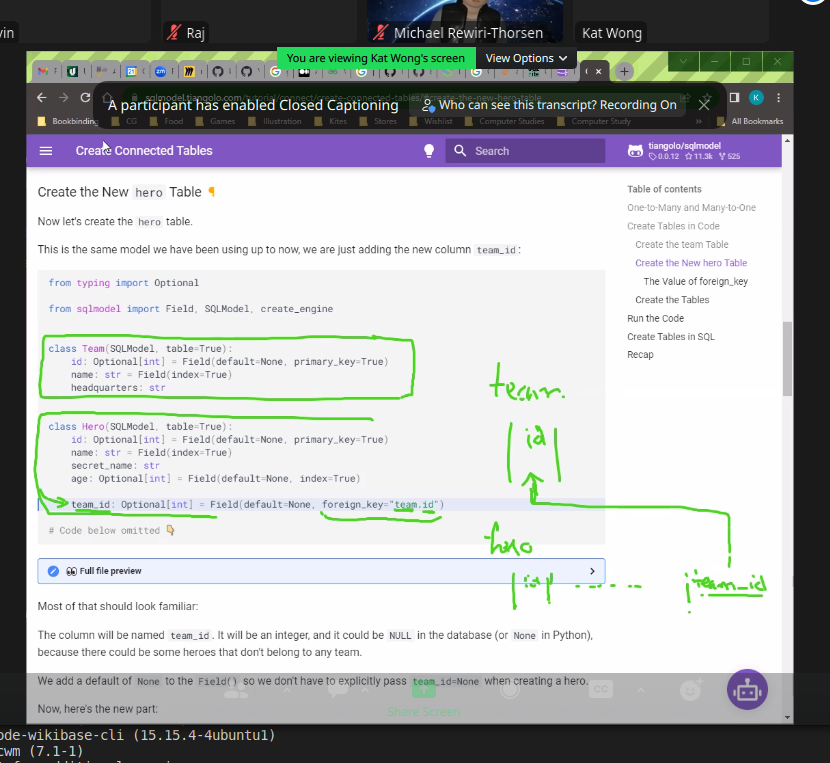 vin
Raj
Michael Rewiri-Thorsen
Kat Wong
You are viewing Kat Wong's screen
View Options
sqlmodel.tiangolo.com/tutorial/connect/create-connected-tables/#create-the-new-hero-table
A participant has enabled Closed Captioning
Who can see this transcript? Recording On
K
Bookbinding
CG
Food
Games
Illustration
Kites
Stores
Wishlist
Computer Studies
Computer Study
»
All Bookmarks
Create Connected Tables
Search
tiangolo/sqlmodel
0.0.12 11.3k 525
Create the New hero Table 👇
Now let's create the hero table.
This is the same model we have been using up to now, we are just adding the new column team_id:
from typing import Optional
from sqlmodel import Field, SQLModel, create_engine
class Team(SQLModel, table=True):
id: Optional[int] = Field(default=None, primary_key=True)
name: str = Field(index=True)
headquarters: str
class Hero(SQLModel, table=True):
id: Optional[int] = Field(default=None, primary_key=True)
name: str = Field(index=True)
secret_name: str
age: Optional[int] = Field(default=None, index=True)
team_id: Optional[int] = Field(default=None, foreign_key="team.id")
# Code below omitted 👇
👀 Full file preview
Most of that should look familiar:
The column will be named team_id. It will be an integer, and it could be NULL in the database (or None in Python),
because there could be some heroes that don't belong to any team.
We add a default of None to the Field() so we don't have to explicitly pass team_id=None when creating a hero.
Now, here's the new part:
Table of contents
One-to-Many and Many-to-One
Create Tables in Code
Create the team Table
Create the New hero Table
The Value of foreign_key
Create the Tables
Run the Code
Create Tables in SQL
Recap
team.
id
hero
id
team_id
CC
Share Screen
ode-wikibase-cli (15.15.4-4ubuntu1)
cwm (7.1-1)